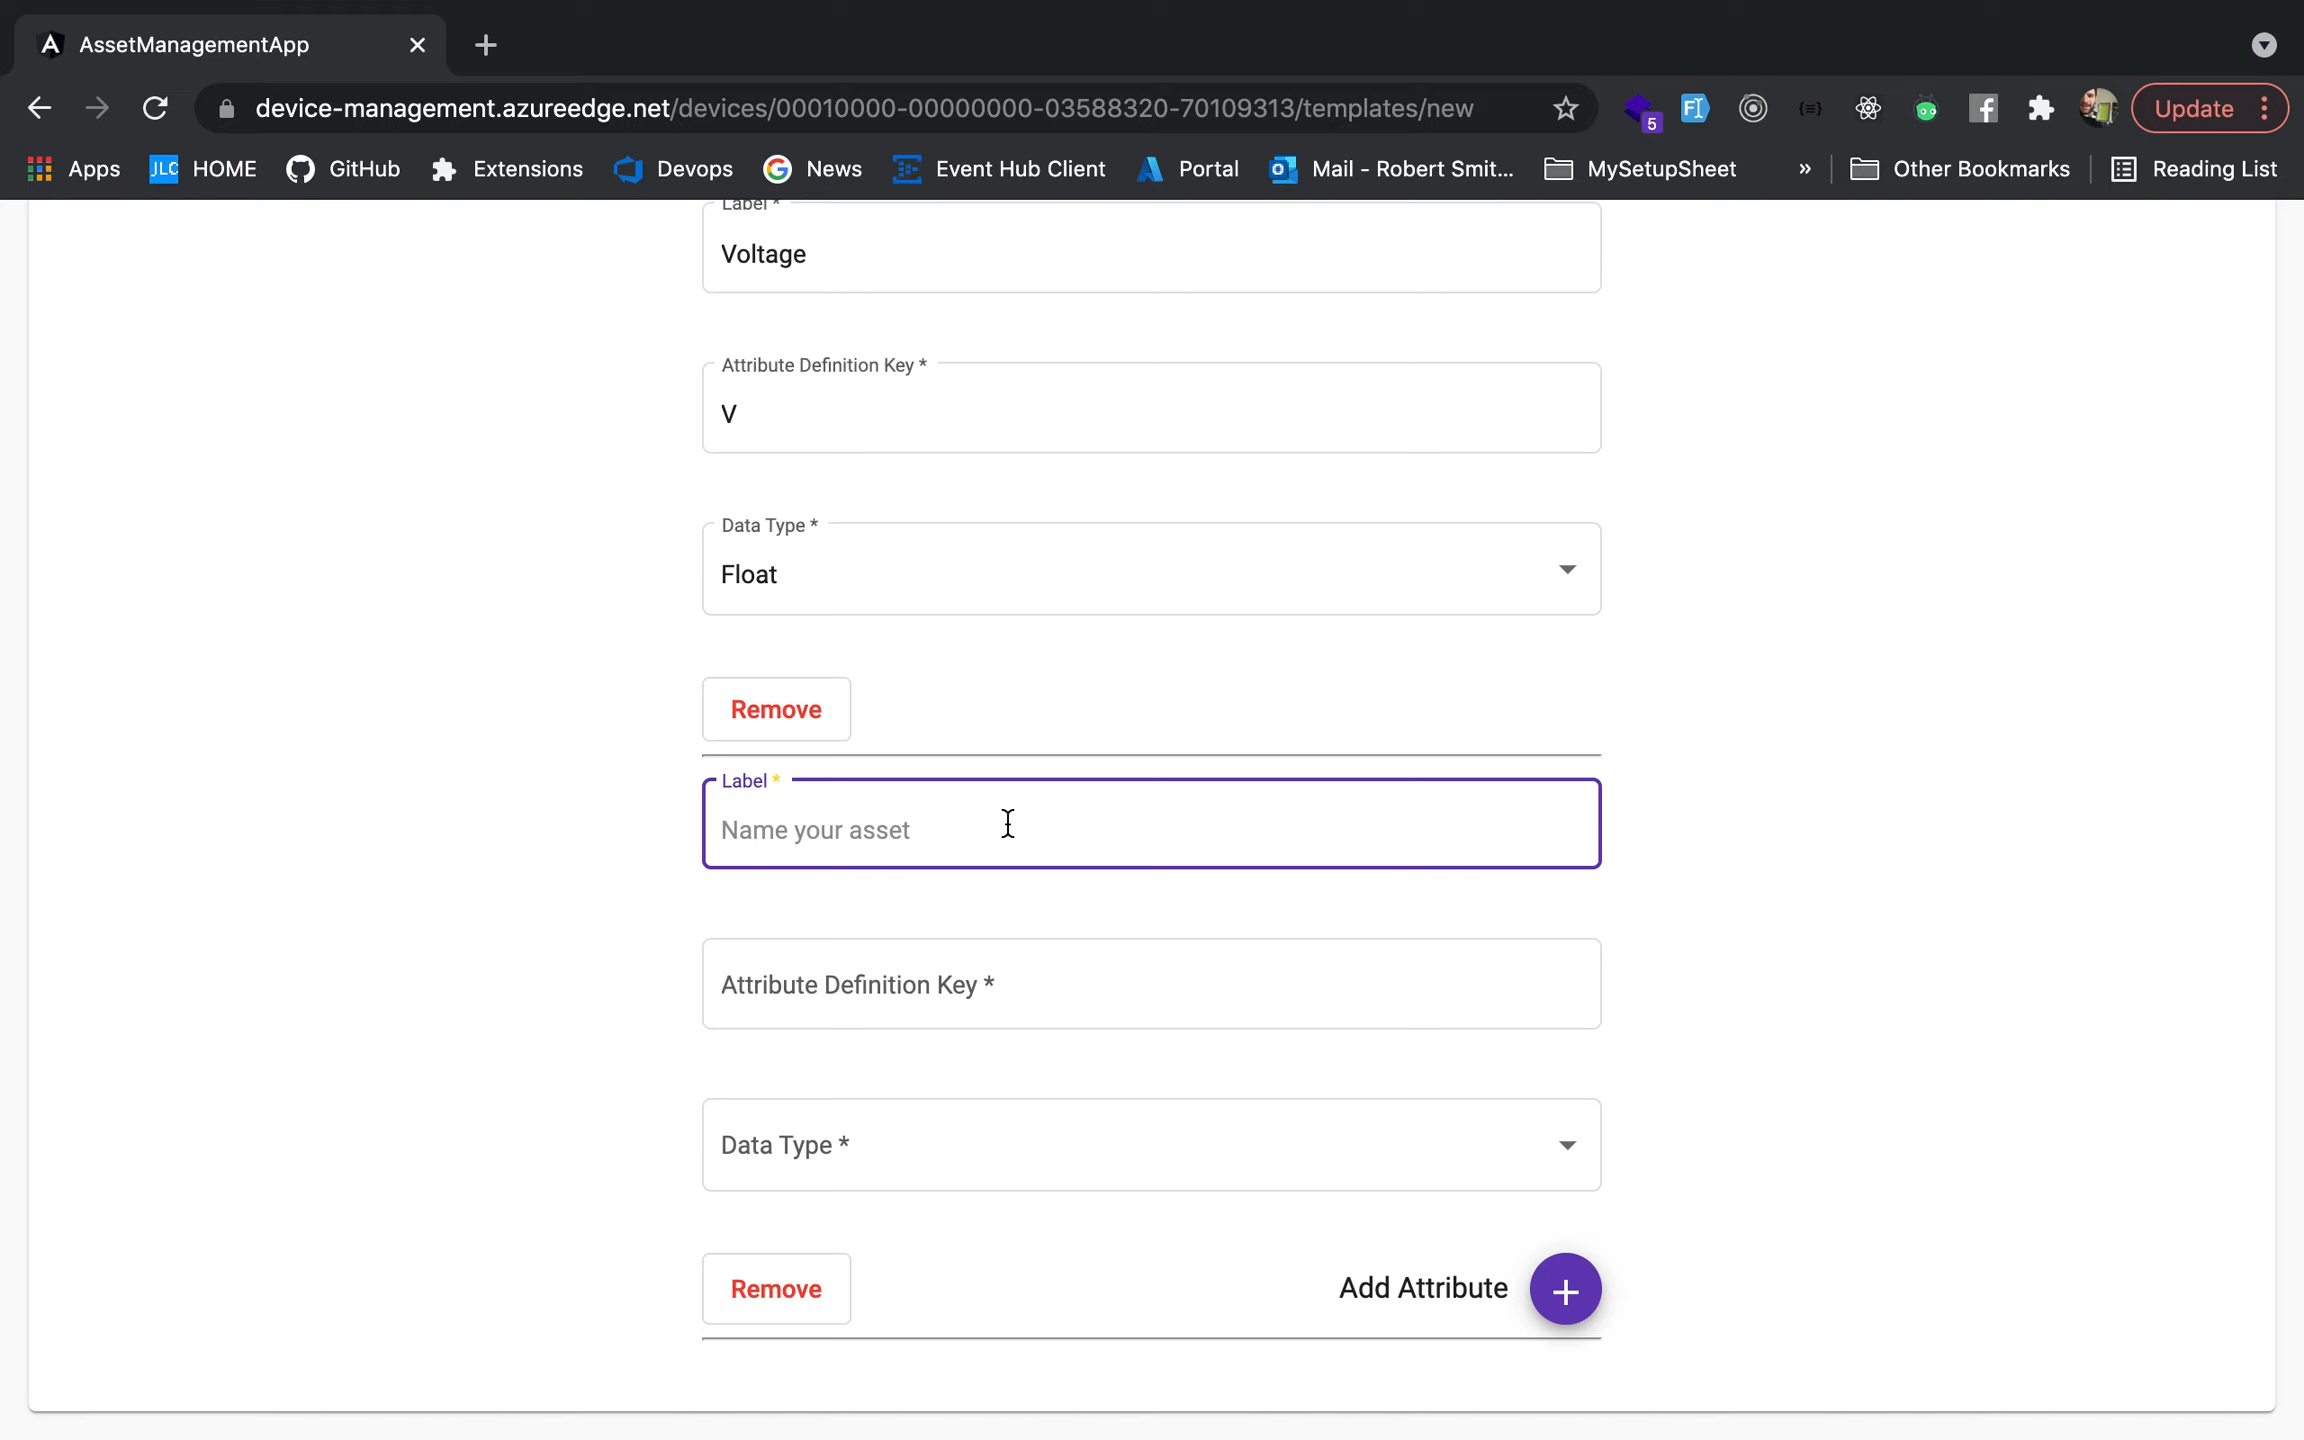 AssetManagementApp
device-management.azureedge.net/devices/00010000-00000000-03588320-70109313/templates/new
5
Update
Apps
JLC HOME
GitHub
Extensions
Devops
News
Event Hub Client
Portal
Mail - Robert Smit...
MySetupSheet
»
Other Bookmarks
Reading List
Label *
Voltage
Attribute Definition Key *
V
Data Type *
Float
Remove
Label *
Name your asset
Attribute Definition Key *
Data Type *
Remove
Add Attribute
+